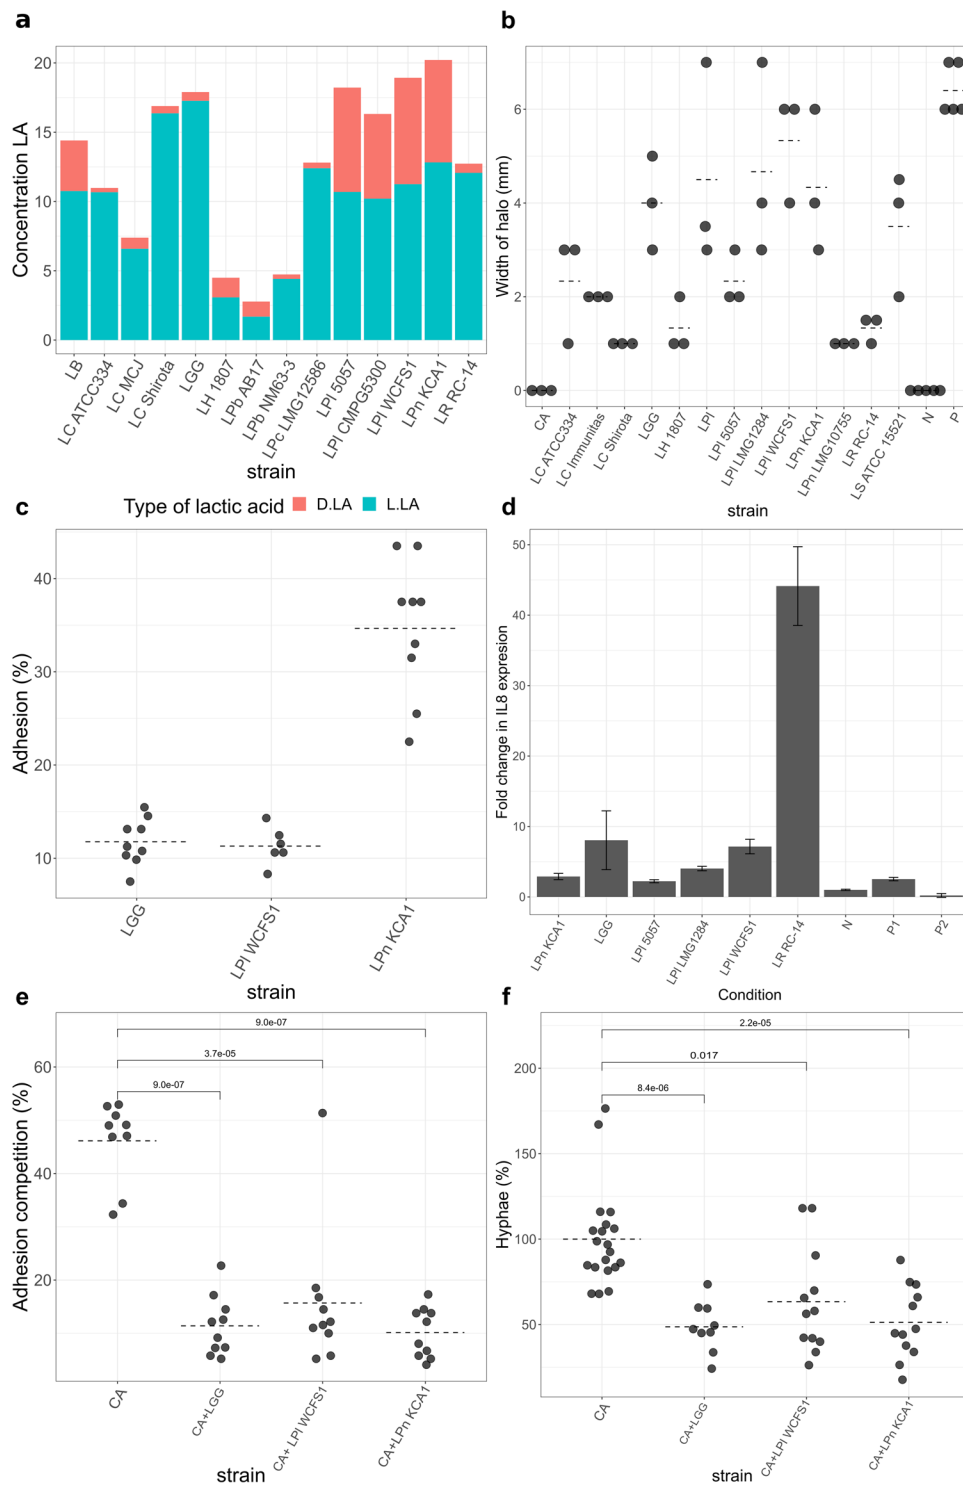 a
Concentration LA
20
15
10
5
0
LB
LC ATCC334
LC MCJ
LC Shirota
LGG
LH 1807
LPb AB17
LPb NM63-3
LPc LMG12586
LPl 5057
LPl CMPG5300
LPl WCFS1
LPn KCA1
LR RC-14
strain
Type of lactic acid D.LA L.LA
b
Width of halo (mm)
6
4
2
0
CA
LC ATCC334
LC Immunitas
LC Shirota
LGG
LH 1807
LPl
LPl 5057
LPl LMG1284
LPl WCFS1
LPn KCA1
LPn LMG10755
LR RC-14
LS ATCC 15521
N
P
strain
c
Adhesion (%)
40
30
20
10
LGG
LPl WCFS1
LPn KCA1
strain
d
Fold change in IL8 expresion
50
40
30
20
10
0
LPn KCA1
LGG
LPl 5057
LPl LMG1284
LPl WCFS1
LR RC-14
N
P1
P2
Condition
e
Adhesion competition (%)
60
40
20
9.0e-07
3.7e-05
9.0e-07
CA
CA+LGG
CA+ LPl WCFS1
CA+LPn KCA1
strain
f
Hyphae (%)
200
150
100
50
2.2e-05
0.017
8.4e-06
CA
CA+LGG
CA+LPl WCFS1
CA+LPn KCA1
strain